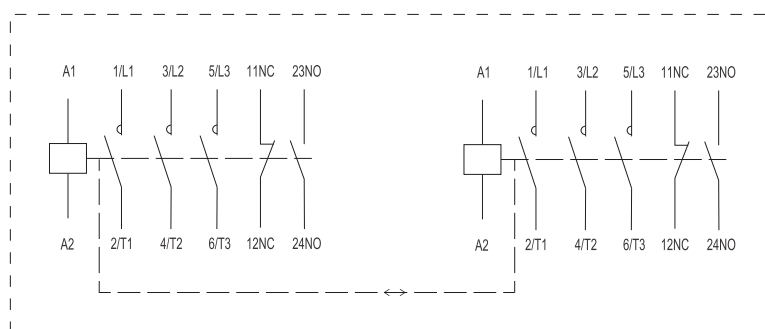 A1 1/L1 3/L2 5/L3 11NC 23NO A1 1/L1 3/L2 5/L3 11NC 23NO
A2 2/T1 4/T2 6/T3 12NC 24NO A2 2/T1 4/T2 6/T3 12NC 24NO